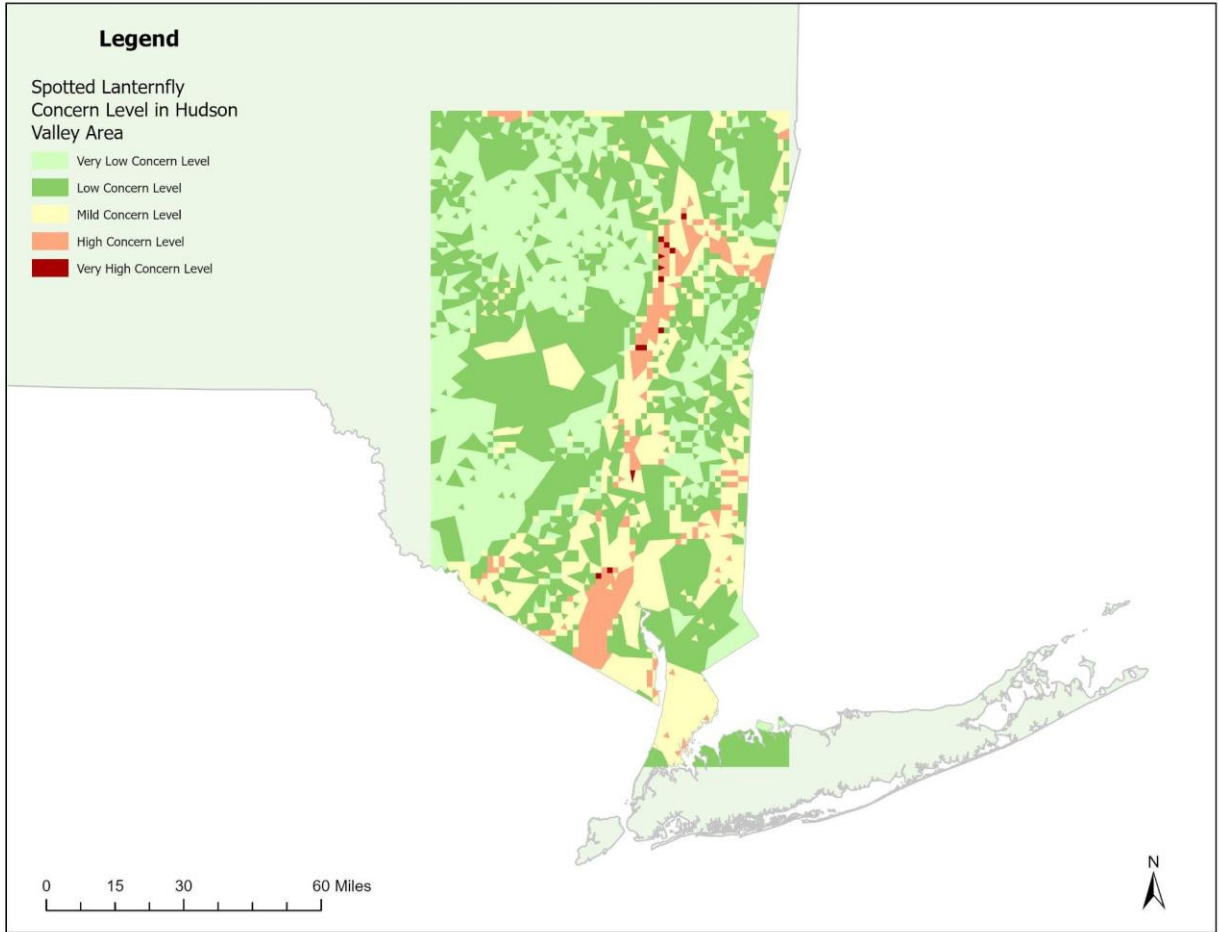 Legend
Spotted Lanternfly
Concern Level in Hudson
Valley Area
Very Low Concern Level
Low Concern Level
Mild Concern Level
High Concern Level
Very High Concern Level
0 15 30 60 Miles
N